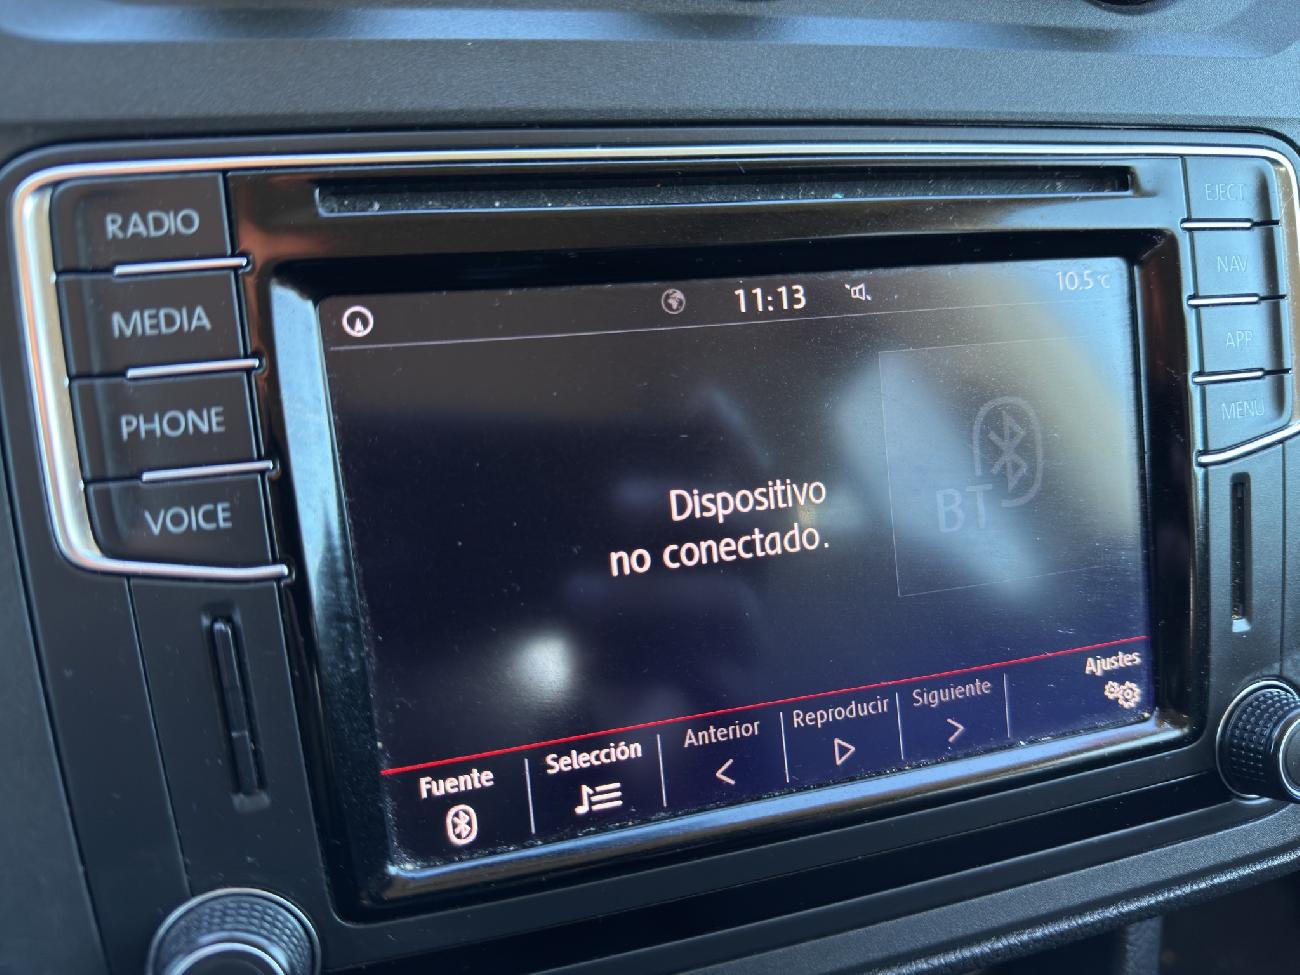 RADIO
MEDIA
PHONE
VOICE
EJECT
NAV
APP
MENU
11:13
10.5°C
Dispositivo
no conectado.
BT
Fuente
Selección
Anterior
Reproducir
Siguiente
Ajustes